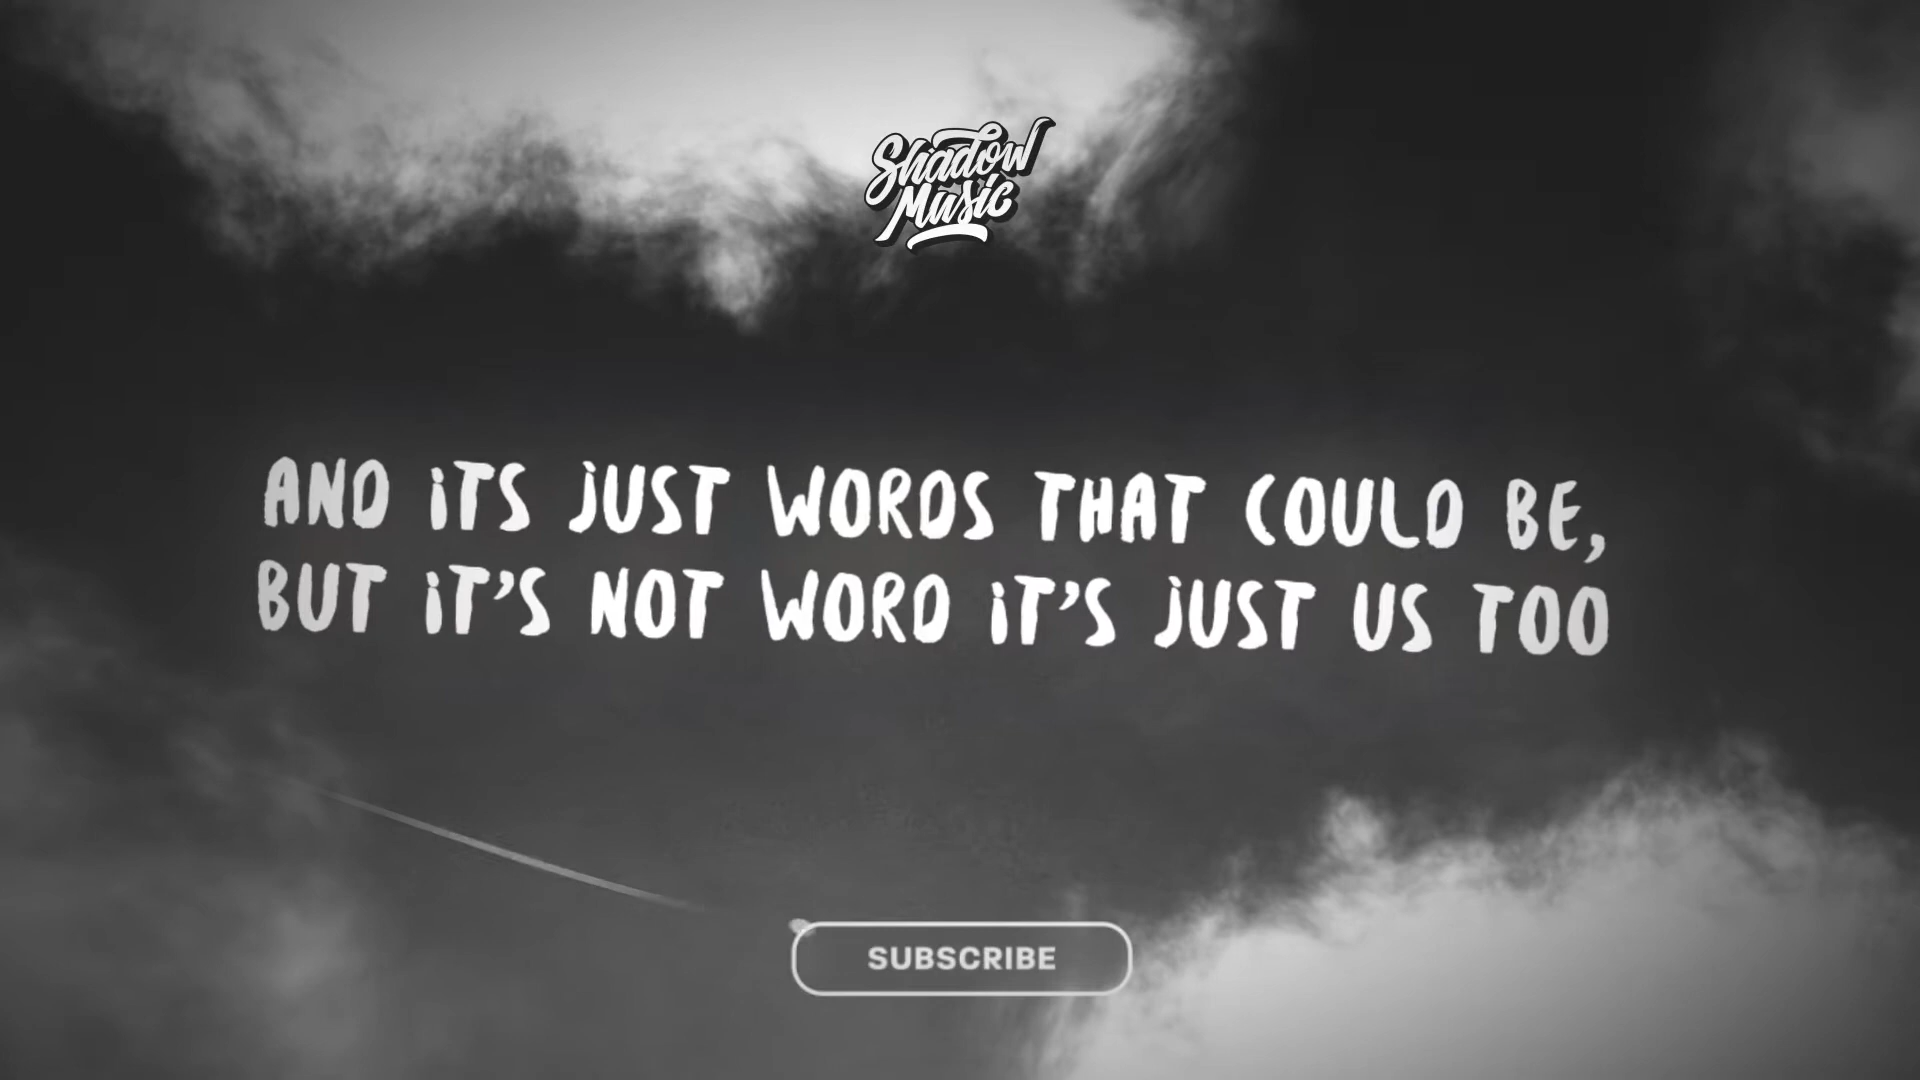 Shadow
Music
AND iTS JUST WORDS THAT COULD BE,
BUT iT'S NOT WORD iT'S JUST US TOO
SUBSCRIBE